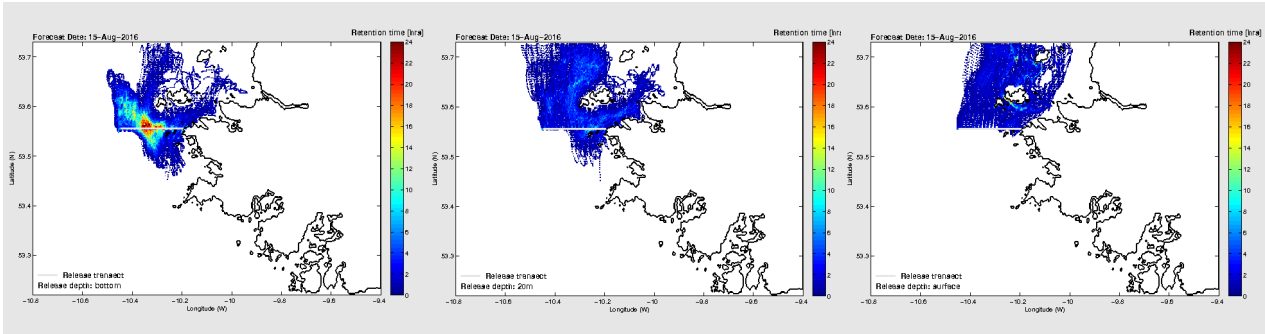 Forecast Date: 15-Aug-2016
Retention time [hrs]
53.7
53.6
53.5
53.4
53.3
Latitude (N)
24
22
20
18
16
14
12
10
8
6
4
2
0
Release transect
Release depth: bottom
-10.8 -10.6 -10.4 -10.2 -10 -9.8 -9.6 -9.4
Longitude (W)
Forecast Date: 15-Aug-2016
Retention time [hrs
53.7
53.6
53.5
53.4
53.3
Latitude (N)
24
22
20
18
16
14
12
10
8
6
4
2
0
Release transect
Release depth: 20m
-10.8 -10.6 -10.4 -10.2 -10 -9.8 -9.6 -9.4
Longitude (W)
Forecast Date: 15-Aug-2016
Retention time [hrs]
53.7
53.6
53.5
53.4
53.3
Latitude (N)
24
22
20
18
16
14
12
10
8
6
4
2
0
Release transect
Release depth: surface
-10.8 -10.6 -10.4 -10.2 -10 -9.8 -9.6 -9.4
Longitude (W)